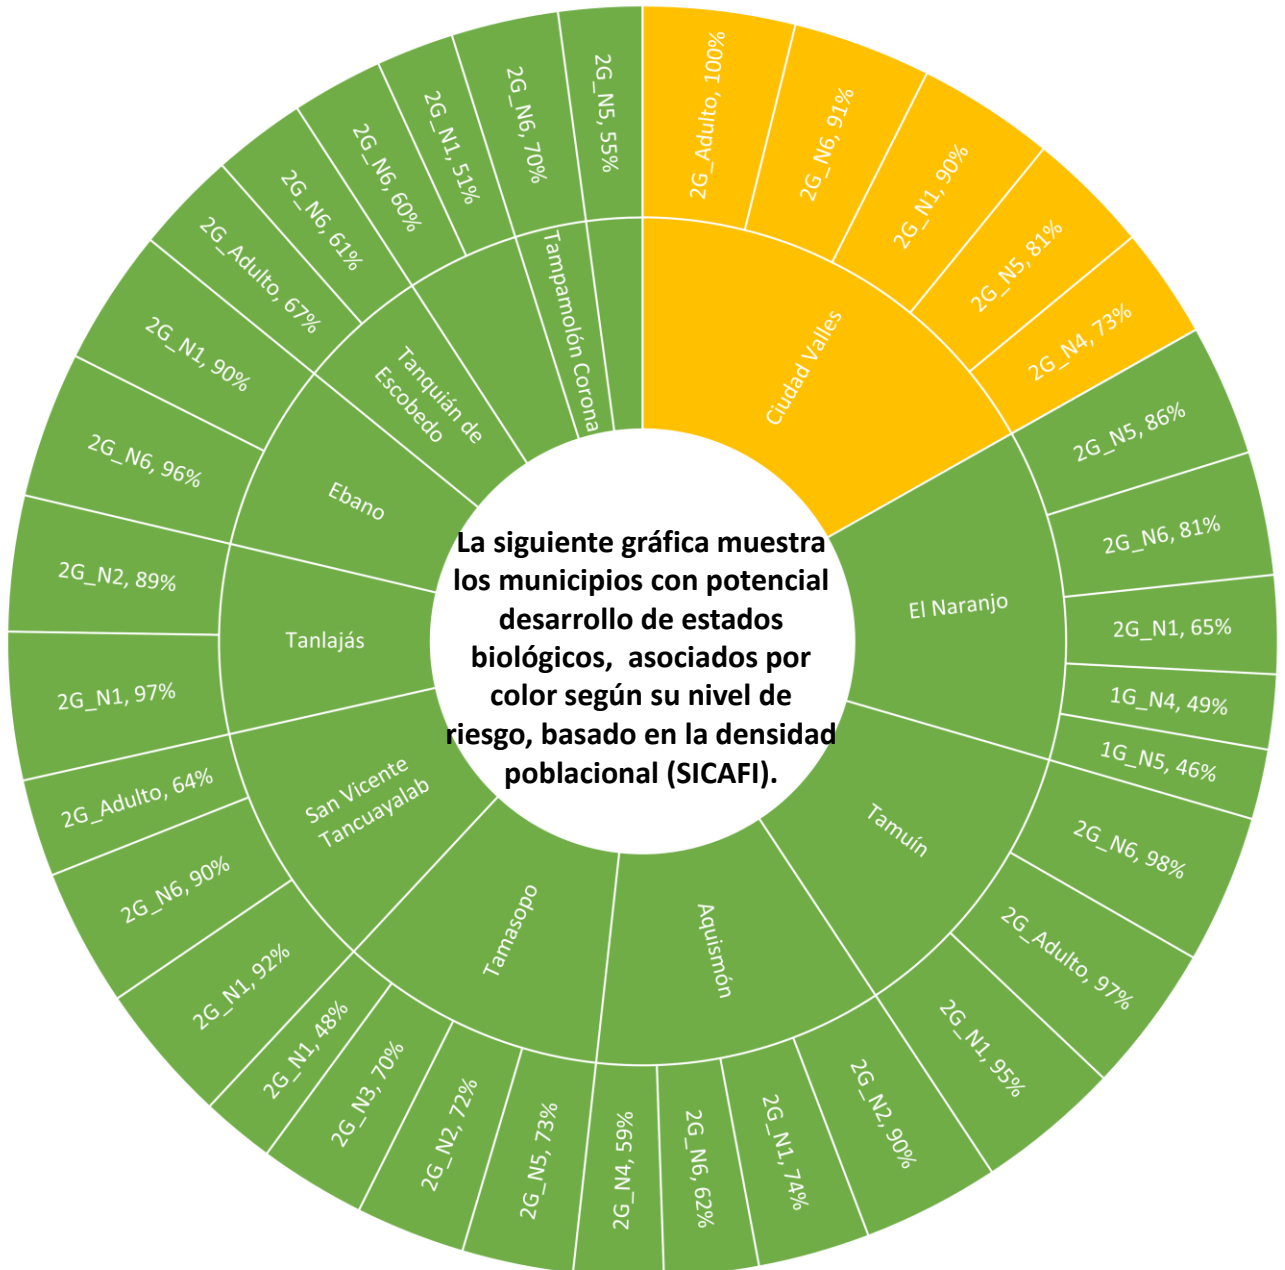 La siguiente gráfica muestra
los municipios con potencial
desarrollo de estados
biológicos, asociados por
color según su nivel de
riesgo, basado en la densidad
poblacional (SICAFI).
Ciudad Valles
2G_Adulto, 100%
2G_N6, 91%
2G_N1, 90%
2G_N5, 81%
2G_N4, 73%
El Naranjo
2G_N5, 86%
2G_N6, 81%
2G_N1, 65%
1G_N4, 49%
1G_N5, 46%
Tamuín
2G_N6, 98%
2G_Adulto, 97%
2G_N1, 95%
Aquismón
2G_N2, 90%
2G_N1, 74%
2G_N6, 62%
2G_N4, 59%
Tamasopo
2G_N5, 73%
2G_N2, 72%
2G_N3, 70%
2G_N1, 48%
San Vicente
Tancuayalab
2G_N1, 92%
2G_N6, 90%
2G_Adulto, 64%
Tanlajás
2G_N1, 97%
2G_N2, 89%
Ebano
2G_N6, 96%
2G_N1, 90%
Tanquián de
Escobedo
2G_Adulto, 67%
2G_N6, 61%
2G_N6, 60%
2G_N1, 51%
Tampamolón Corona
2G_N6, 70%
2G_N5, 55%